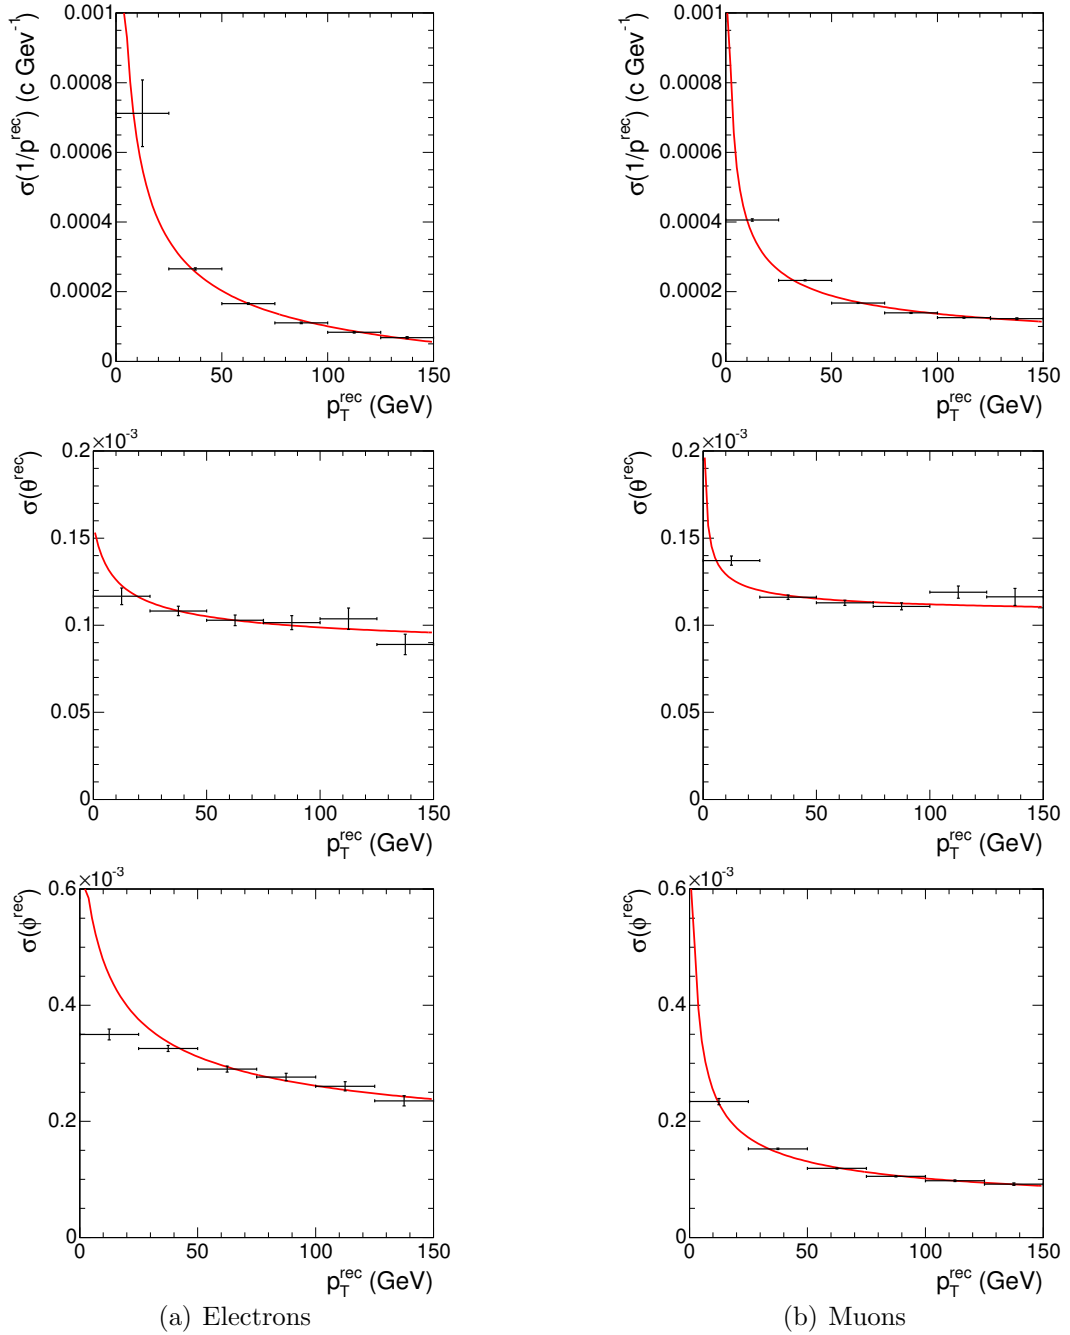 σ(1/p^rec) (c Gev^-1)
0.001
0.0008
0.0006
0.0004
0.0002
0
0 50 100 150
p_T^rec (GeV)
σ(1/p^rec) (c Gev^-1)
0.001
0.0008
0.0006
0.0004
0.0002
0
0 50 100 150
p_T^rec (GeV)
×10^-3
σ(θ^rec)
0.2
0.15
0.1
0.05
0
0 50 100 150
p_T^rec (GeV)
×10^-3
σ(θ^rec)
0.2
0.15
0.1
0.05
0
0 50 100 150
p_T^rec (GeV)
×10^-3
σ(ϕ^rec)
0.6
0.4
0.2
0
0 50 100 150
p_T^rec (GeV)
(a) Electrons
×10^-3
σ(ϕ^rec)
0.6
0.4
0.2
0
0 50 100 150
p_T^rec (GeV)
(b) Muons